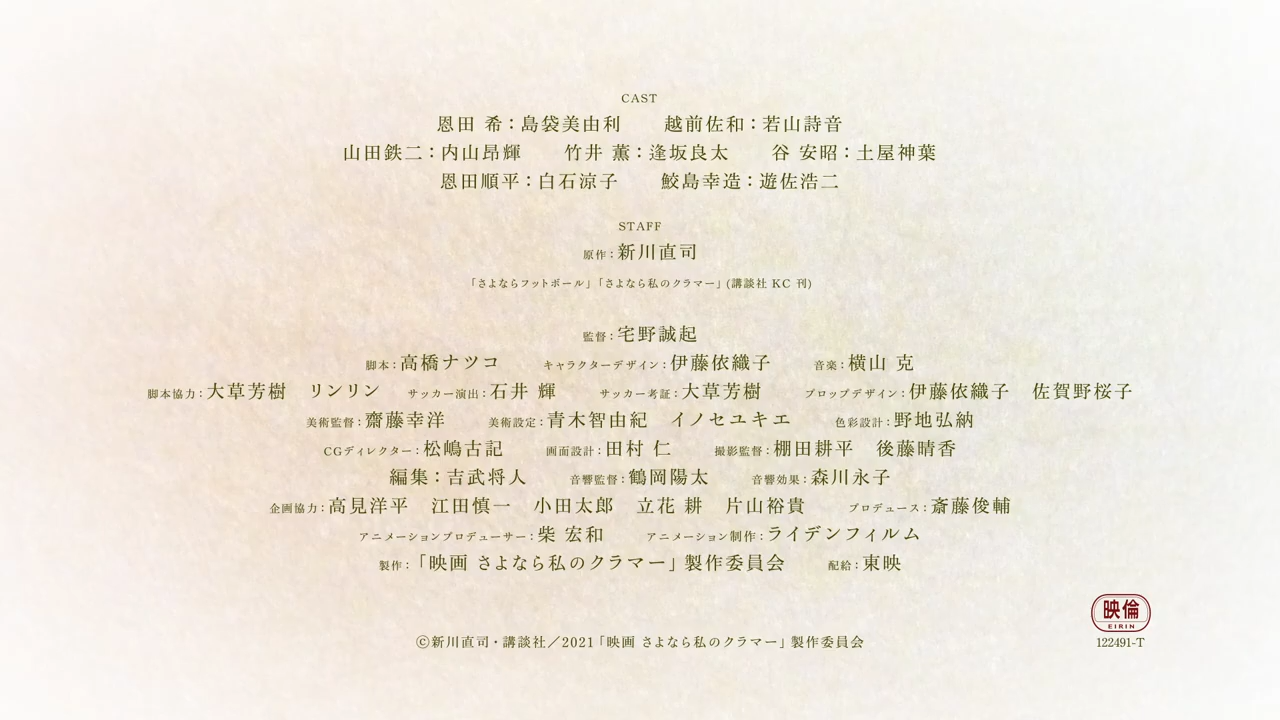 CAST
恩田 希：島袋美由利　越前佐和：若山詩音
山田鉄二：内山昂輝　竹井 薫：逢坂良太　谷 安昭：土屋神葉
恩田順平：白石涼子　鮫島幸造：遊佐浩二
STAFF
原作：新川直司
「さよならフットボール」「さよなら私のクラマー」(講談社 KC 刊)
監督：宅野誠起
脚本：高橋ナツコ　キャラクターデザイン：伊藤依織子　音楽：横山 克
脚本協力：大草芳樹　リンリン　サッカー演出：石井 輝　サッカー考証：大草芳樹　プロップデザイン：伊藤依織子　佐賀野桜子
美術監督：齋藤幸洋　美術設定：青木智由紀　イノセユキエ　色彩設計：野地弘納
CGディレクター：松嶋古記　画面設計：田村 仁　撮影監督：棚田耕平　後藤晴香
編集：吉武将人　音響監督：鶴岡陽太　音響効果：森川永子
企画協力：高見洋平　江田慎一　小田太郎　立花 耕　片山裕貴　プロデュース：斎藤俊輔
アニメーションプロデューサー：柴 宏和　アニメーション制作：ライデンフィルム
製作：「映画 さよなら私のクラマー」製作委員会　配給：東映
映倫
EIRIN
122491-T
©新川直司・講談社／2021「映画 さよなら私のクラマー」製作委員会